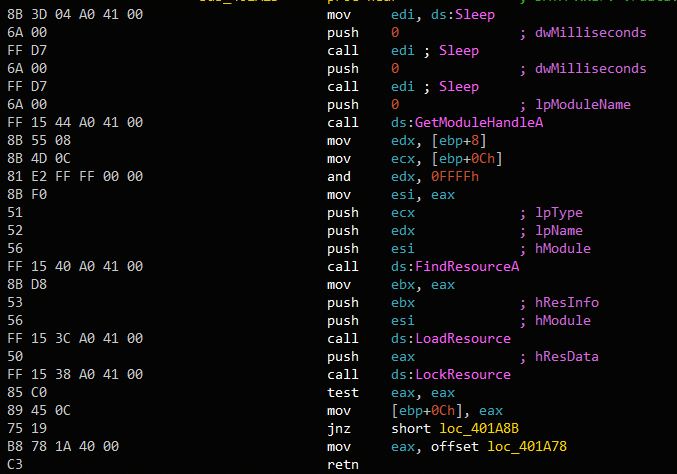 8B 3D 04 A0 41 00 mov edi, ds:Sleep
6A 00 push 0 ; dwMilliseconds
FF D7 call edi ; Sleep
6A 00 push 0 ; dwMilliseconds
FF D7 call edi ; Sleep
6A 00 push 0 ; lpModuleName
FF 15 44 A0 41 00 call ds:GetModuleHandleA
8B 55 08 mov edx, [ebp+8]
8B 4D 0C mov ecx, [ebp+0Ch]
81 E2 FF FF 00 00 and edx, 0FFFFh
8B F0 mov esi, eax
51 push ecx ; lpType
52 push edx ; lpName
56 push esi ; hModule
FF 15 40 A0 41 00 call ds:FindResourceA
8B D8 mov ebx, eax
53 push ebx ; hResInfo
56 push esi ; hModule
FF 15 3C A0 41 00 call ds:LoadResource
50 push eax ; hResData
FF 15 38 A0 41 00 call ds:LockResource
85 C0 test eax, eax
89 45 0C mov [ebp+0Ch], eax
75 19 jnz short loc_401A8B
B8 78 1A 40 00 mov eax, offset loc_401A78
C3 retn